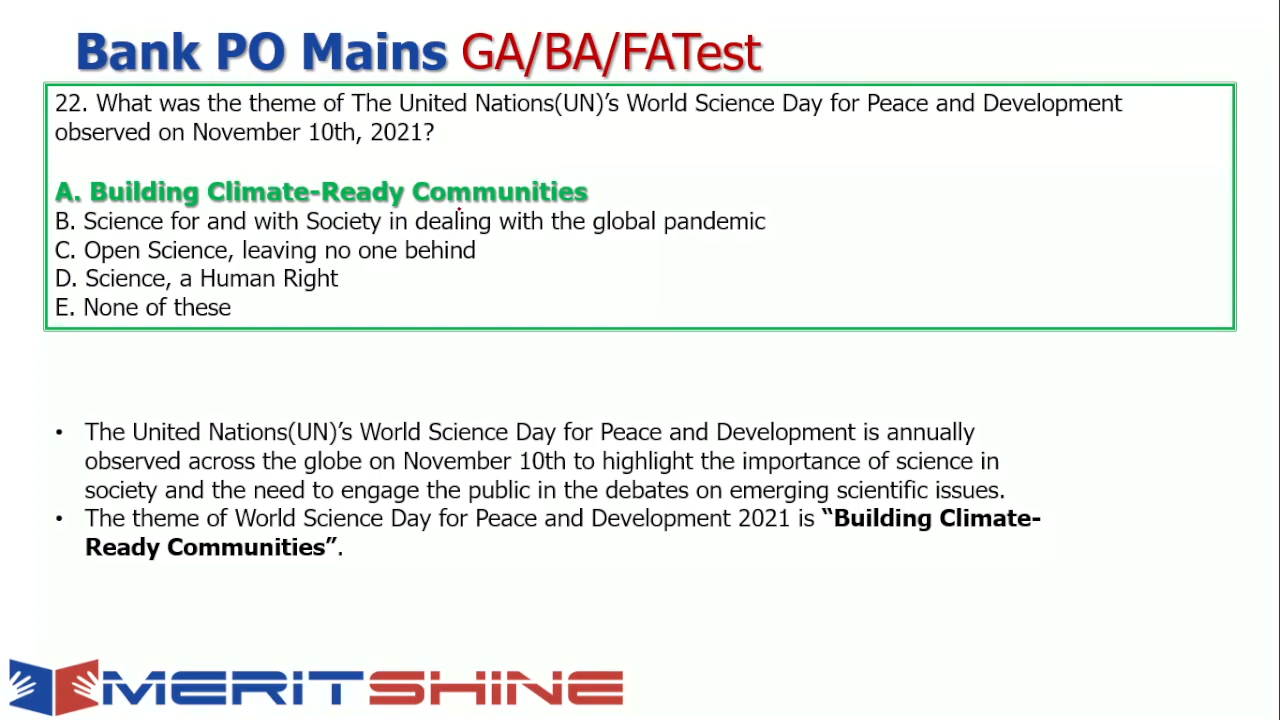 Bank PO Mains GA/BA/FATest
22. What was the theme of The United Nations(UN)’s World Science Day for Peace and Development
observed on November 10th, 2021?
A. Building Climate-Ready Communities
B. Science for and with Society in dealing with the global pandemic
C. Open Science, leaving no one behind
D. Science, a Human Right
E. None of these
• The United Nations(UN)’s World Science Day for Peace and Development is annually
observed across the globe on November 10th to highlight the importance of science in
society and the need to engage the public in the debates on emerging scientific issues.
• The theme of World Science Day for Peace and Development 2021 is “Building Climate-
Ready Communities”.
MERITSHINE